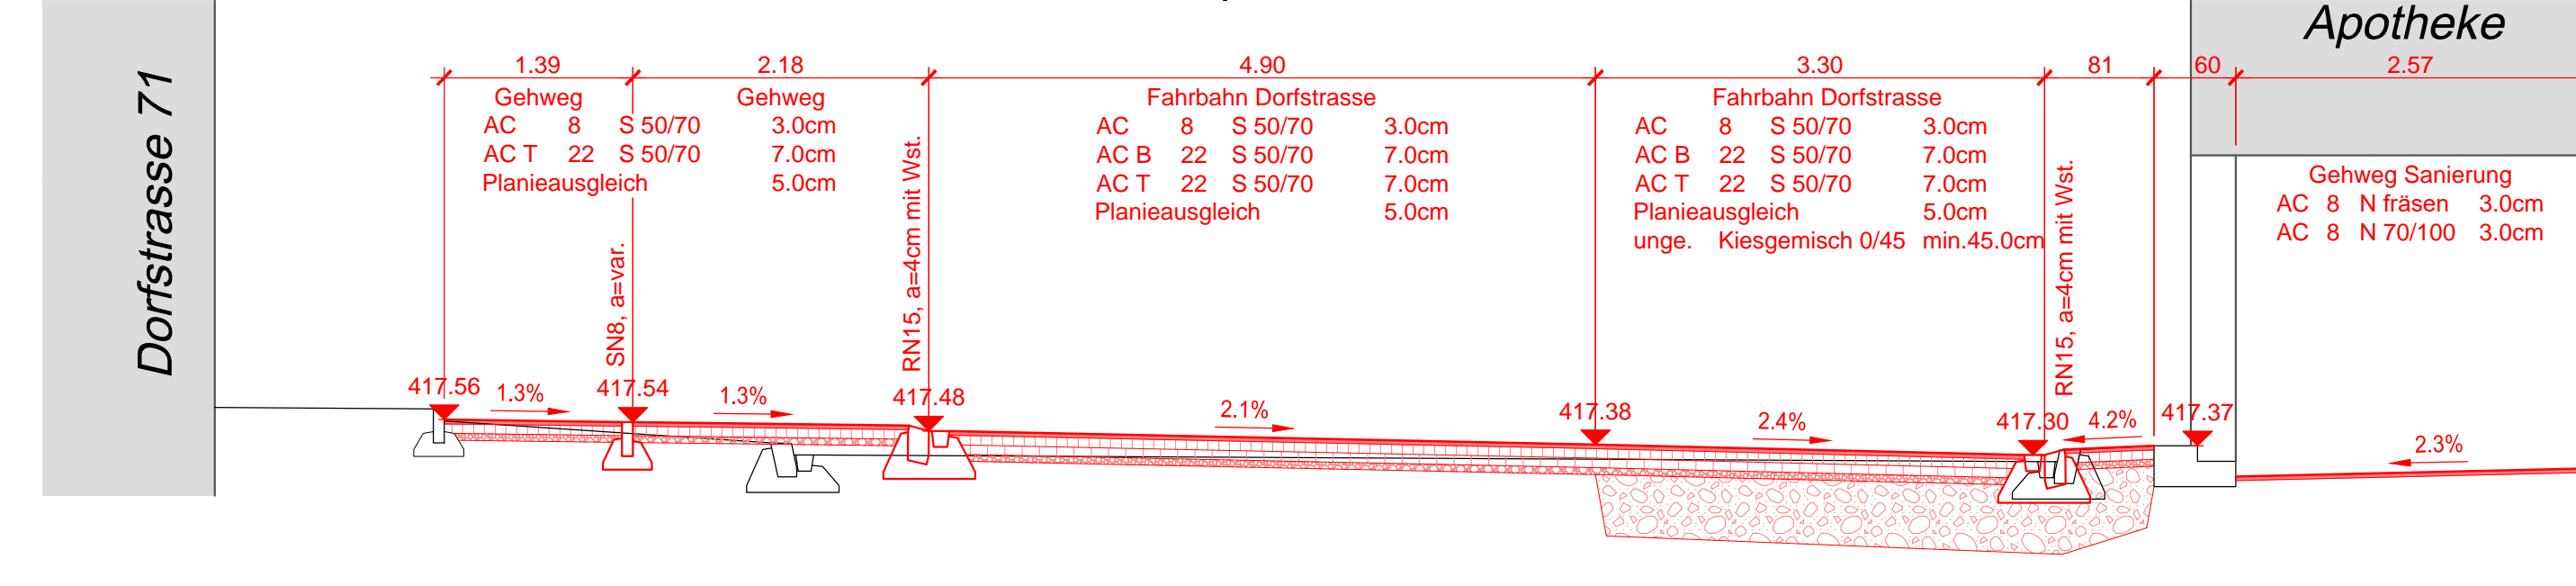 Apotheke
Dorfstrasse 71
1.39 2.18 4.90 3.30 81 60 2.57
Gehweg Gehweg
AC 8 S 50/70 3.0cm
AC T 22 S 50/70 7.0cm
Planieausgleich 5.0cm
Fahrbahn Dorfstrasse
AC 8 S 50/70 3.0cm
AC B 22 S 50/70 7.0cm
AC T 22 S 50/70 7.0cm
Planieausgleich 5.0cm
Fahrbahn Dorfstrasse
AC 8 S 50/70 3.0cm
AC B 22 S 50/70 7.0cm
AC T 22 S 50/70 7.0cm
Planieausgleich 5.0cm
unge. Kiesgemisch 0/45 min.45.0cm
Gehweg Sanierung
AC 8 N fräsen 3.0cm
AC 8 N 70/100 3.0cm
SN8, a=var.
RN15, a=4cm mit Wst.
RN15, a=4cm mit Wst.
417.56 1.3% 417.54 1.3% 417.48 2.1% 417.38 2.4% 417.30 4.2% 417.37 2.3%